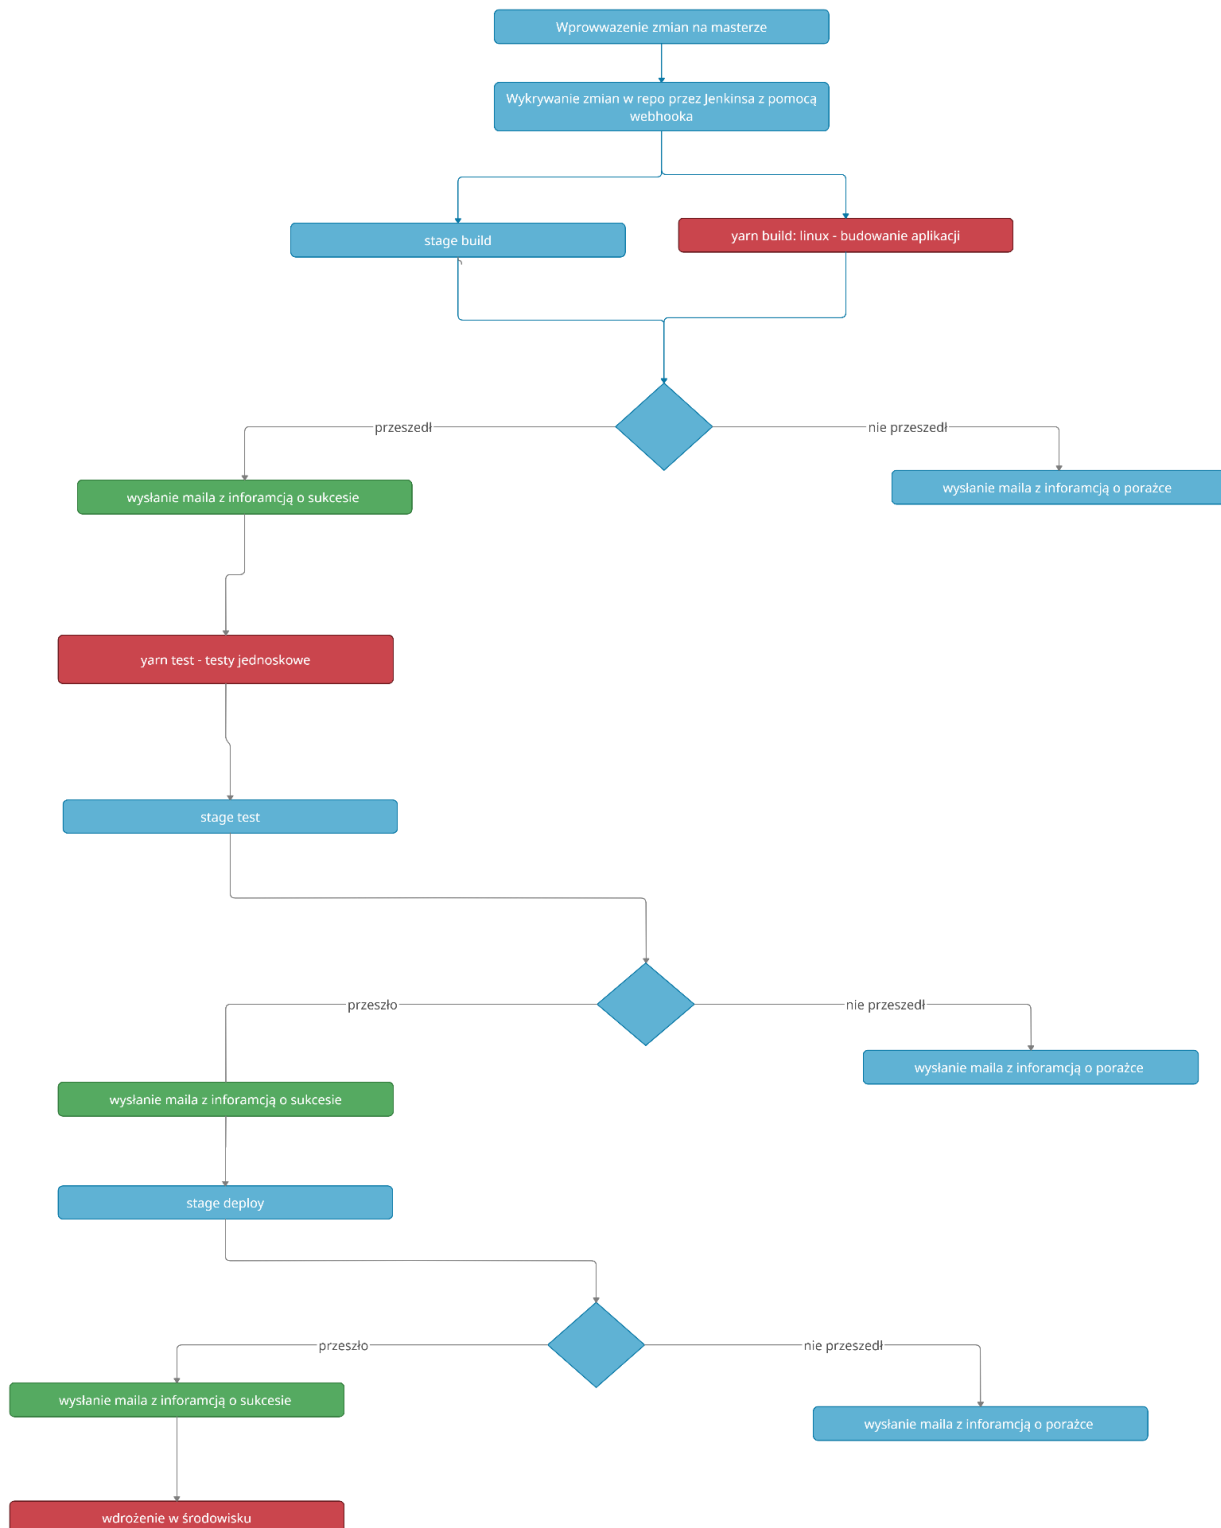 Wprowwazenie zmian na masterze
Wykrywanie zmian w repo przez Jenkinsa z pomocą
webhooka
stage build
yarn build: linux - budowanie aplikacji
przeszedł
nie przeszedł
wysłanie maila z inforamcją o sukcesie
wysłanie maila z inforamcją o porażce
yarn test - testy jednoskowe
stage test
przeszło
nie przeszedł
wysłanie maila z inforamcją o porażce
wysłanie maila z inforamcją o sukcesie
stage deploy
przeszło
nie przeszedł
wysłanie maila z inforamcją o sukcesie
wysłanie maila z inforamcją o porażce
wdrożenie w środowisku